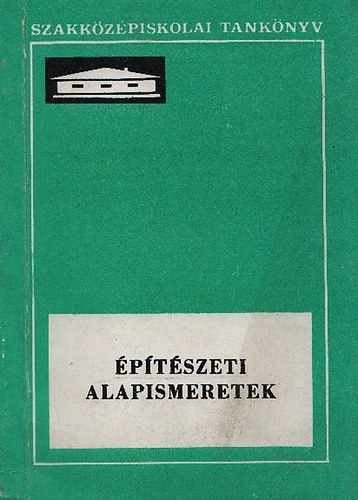 SZAKKÖZÉPISKOLAI TANKÖNYV
ÉPÍTÉSZETI
ALAPISMERETEK